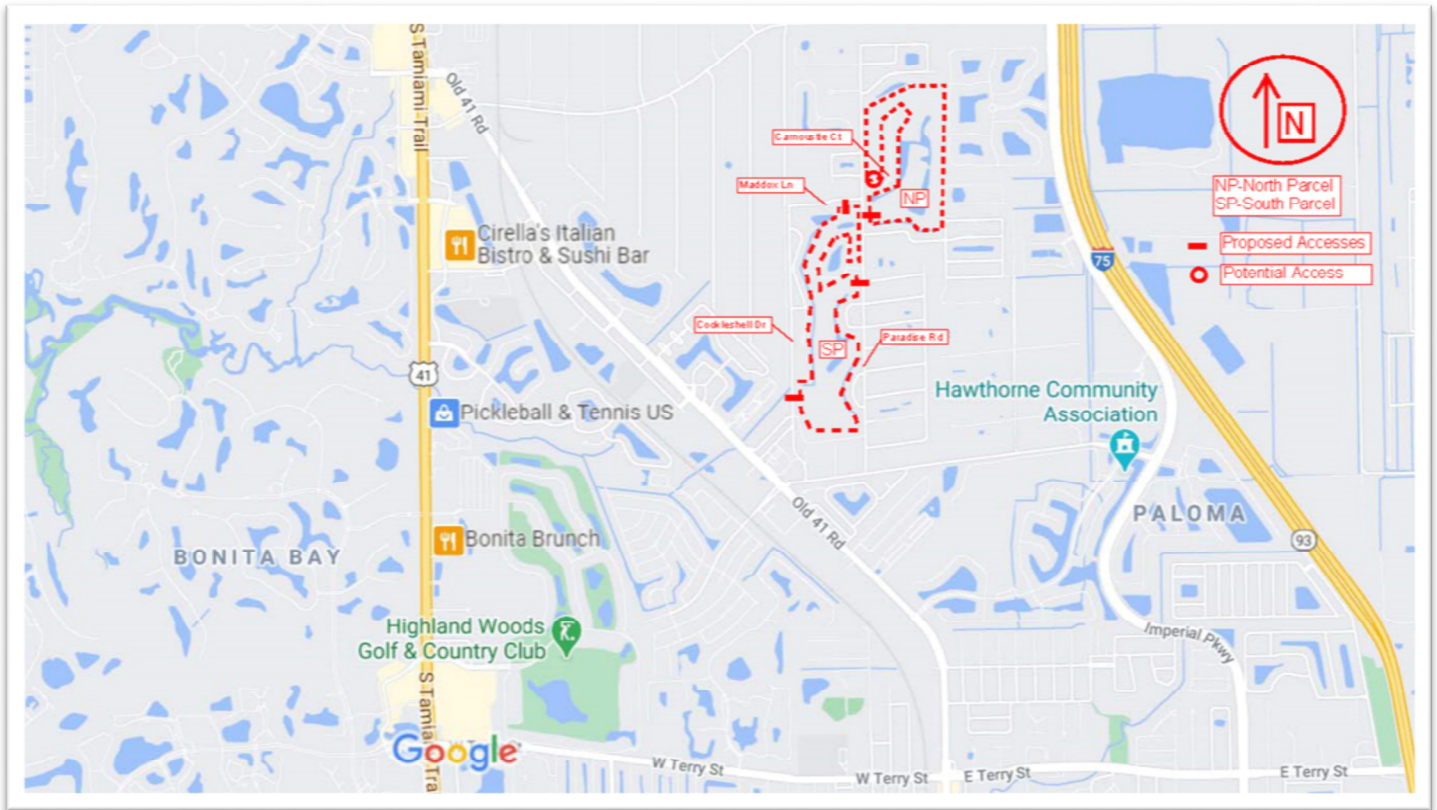 S Tamiami Trail
Old 41 Rd
Carnoustie Ct
Maddox Ln
NP
N
NP-North Parcel
SP-South Parcel
Proposed Accesses
Potential Access
75
Cirella's Italian
Bistro & Sushi Bar
Cockleshell Dr
SP
Paradise Rd
41
Pickleball & Tennis US
Hawthorne Community
Association
Old 41 Rd
PALOMA
93
Bonita Brunch
BONITA BAY
Highland Woods
Golf & Country Club
Imperial Pkwy
S Tamia
Tra
Google
W Terry St
W Terry St
E Terry St
E Terry St